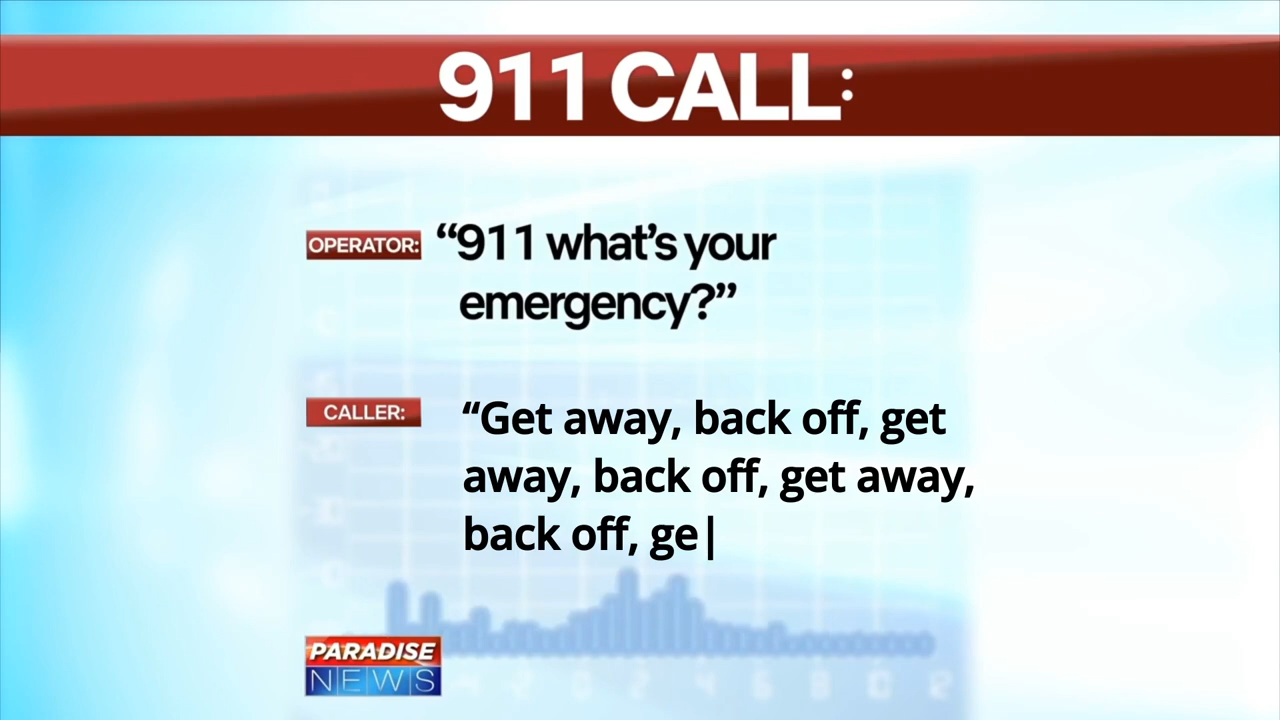 911 CALL:
OPERATOR: “911 what’s your
emergency?”
CALLER: “Get away, back off, get
away, back off, get away,
back off, ge|
PARADISE
NEWS